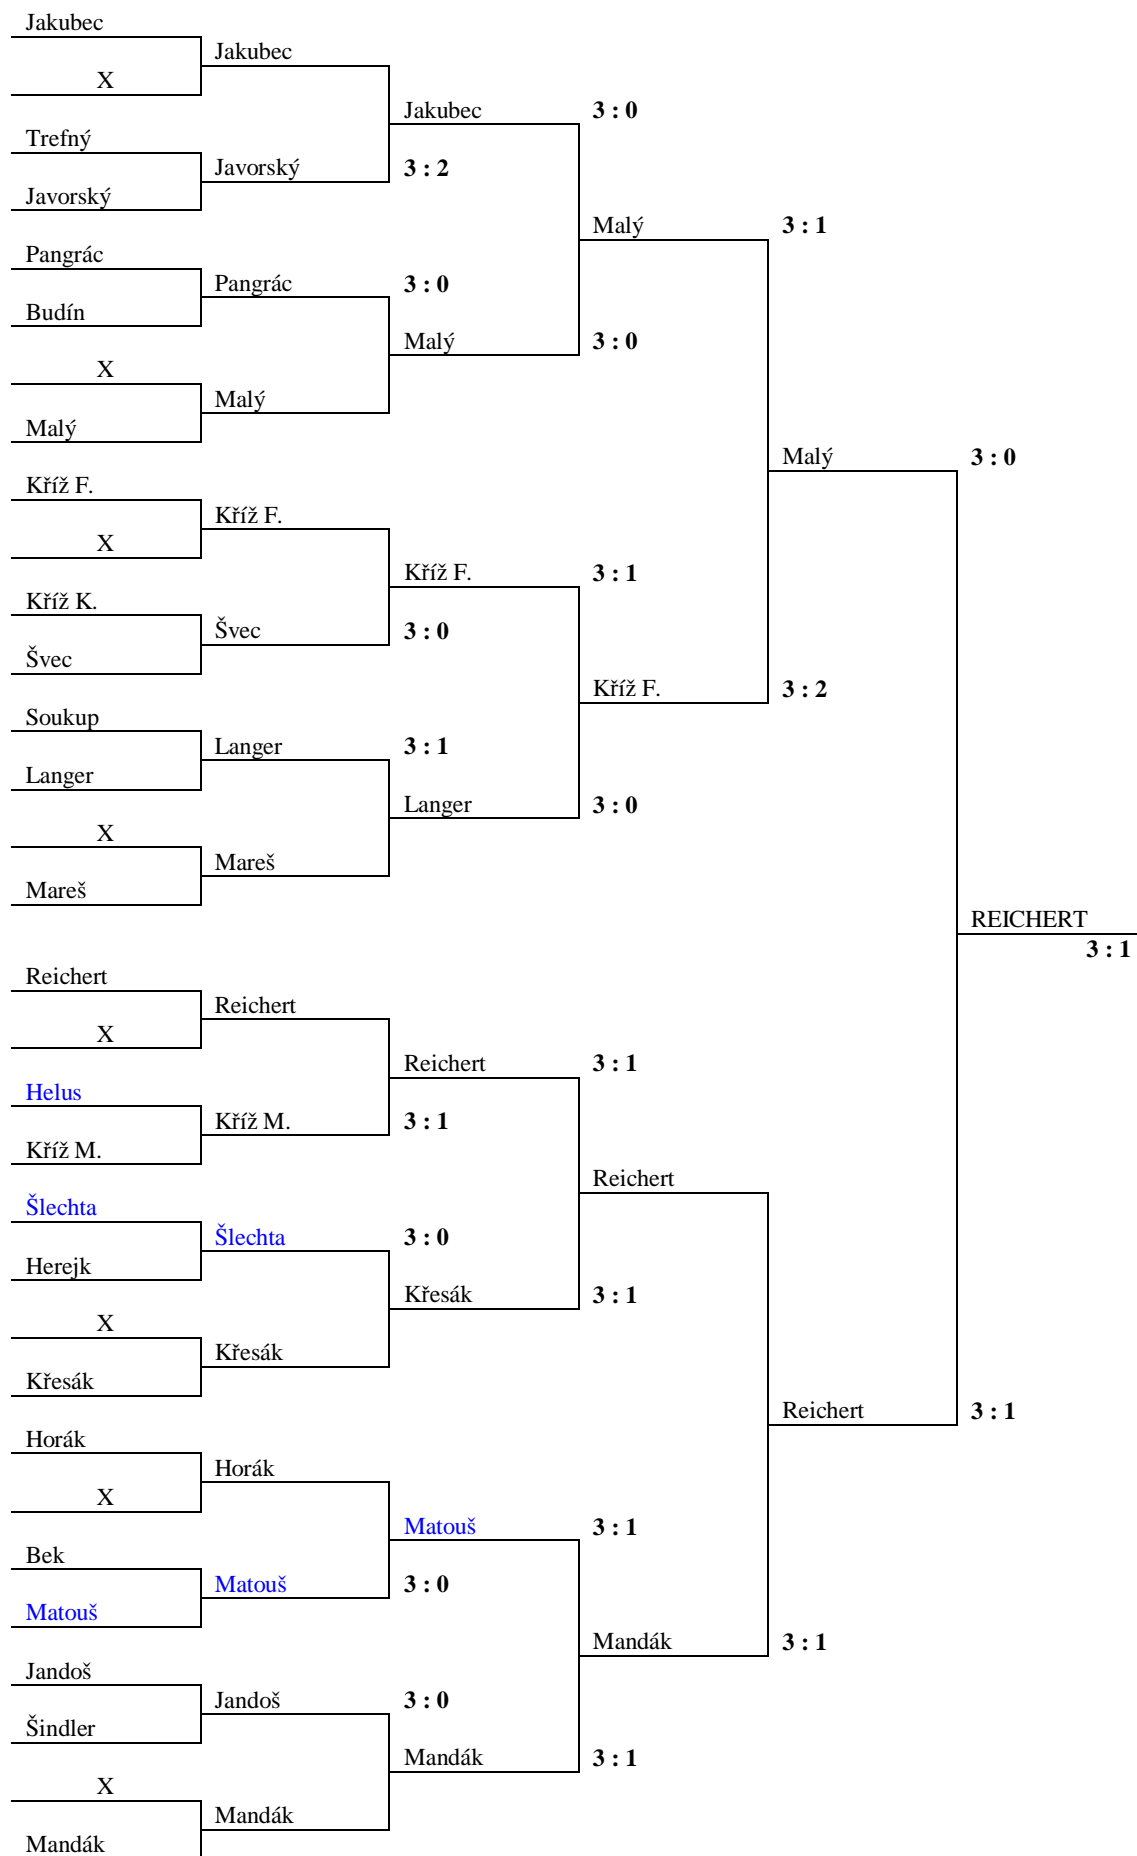 Jakubec
Jakubec
X
Jakubec 3 : 0
Trefný
Javorský 3 : 2
Javorský
Malý 3 : 1
Pangrác
Pangrác 3 : 0
Budín
Malý 3 : 0
X
Malý
Malý
Malý 3 : 0
Kříž F.
Kříž F.
X
Kříž F. 3 : 1
Kříž K.
Švec 3 : 0
Švec
Kříž F. 3 : 2
Soukup
Langer 3 : 1
Langer
Langer 3 : 0
X
Mareš
Mareš
REICHERT
3 : 1
Reichert
Reichert
X
Reichert 3 : 1
Helus
Kříž M. 3 : 1
Kříž M.
Reichert
Šlechta
Šlechta 3 : 0
Herejk
Křesák 3 : 1
X
Křesák
Křesák
Reichert 3 : 1
Horák
Horák
X
Matouš 3 : 1
Bek
Matouš 3 : 0
Matouš
Mandák 3 : 1
Jandoš
Jandoš 3 : 0
Šindler
Mandák 3 : 1
X
Mandák
Mandák